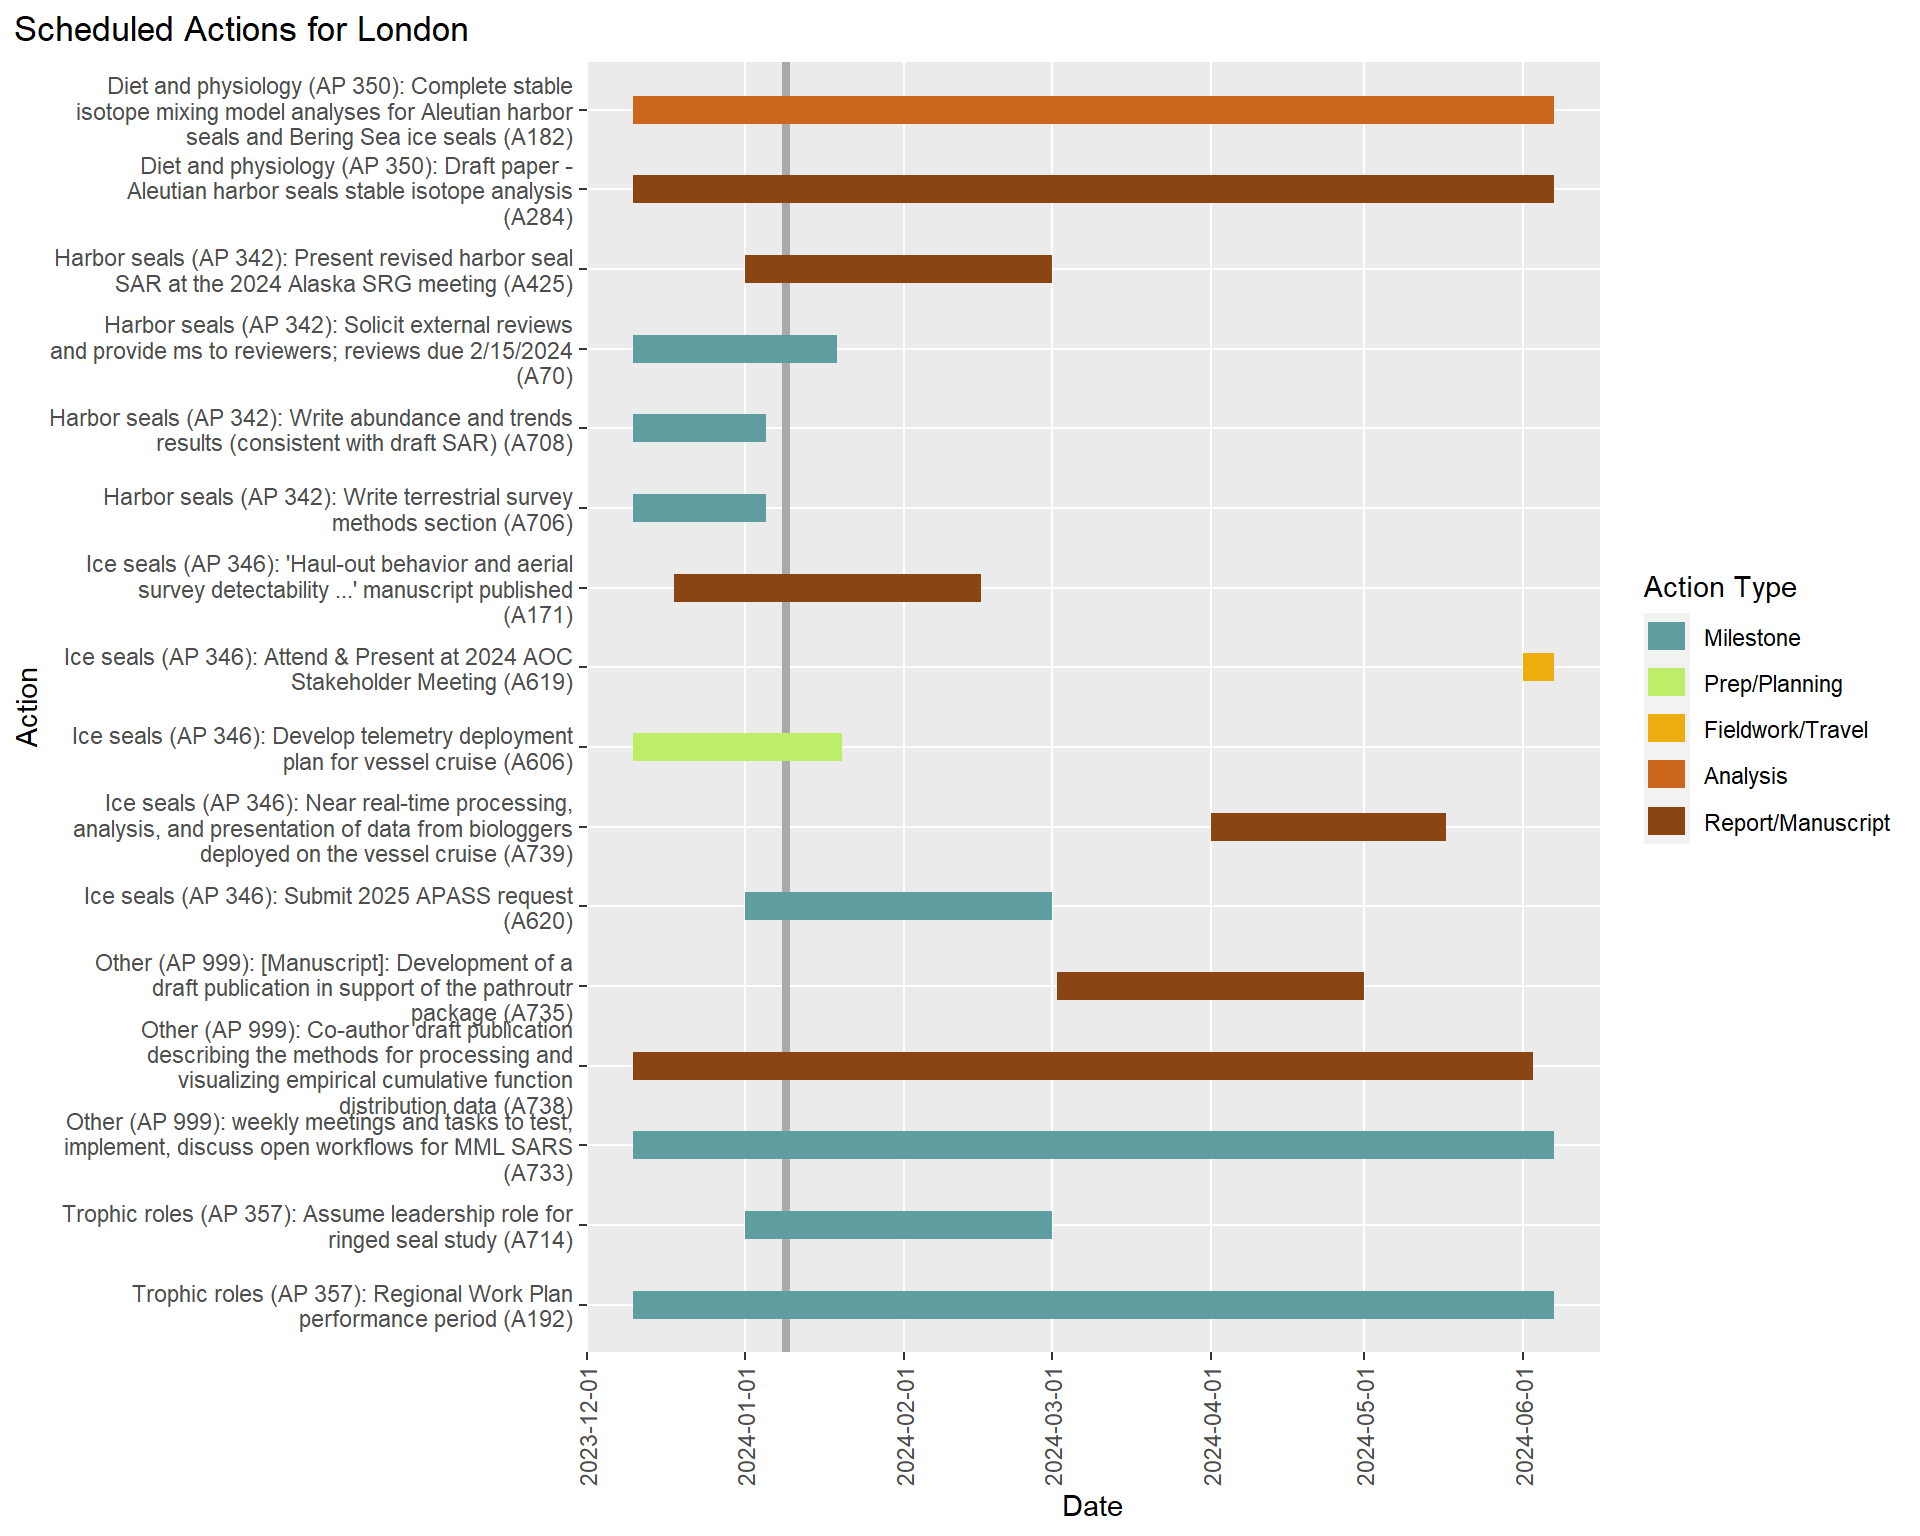 Scheduled Actions for London
Diet and physiology (AP 350): Complete stable
isotope mixing model analyses for Aleutian harbor
seals and Bering Sea ice seals (A182)
Diet and physiology (AP 350): Draft paper -
Aleutian harbor seals stable isotope analysis
(A284)
Harbor seals (AP 342): Present revised harbor seal
SAR at the 2024 Alaska SRG meeting (A425)
Harbor seals (AP 342): Solicit external reviews
and provide ms to reviewers; reviews due 2/15/2024
(A70)
Harbor seals (AP 342): Write abundance and trends
results (consistent with draft SAR) (A708)
Harbor seals (AP 342): Write terrestrial survey
methods section (A706)
Ice seals (AP 346): 'Haul-out behavior and aerial
survey detectability ...' manuscript published
(A171)
Ice seals (AP 346): Attend & Present at 2024 AOC
Stakeholder Meeting (A619)
Ice seals (AP 346): Develop telemetry deployment
plan for vessel cruise (A606)
Ice seals (AP 346): Near real-time processing,
analysis, and presentation of data from biologgers
deployed on the vessel cruise (A739)
Ice seals (AP 346): Submit 2025 APASS request
(A620)
Other (AP 999): [Manuscript]: Development of a
draft publication in support of the pathroutr
package (A735)
Other (AP 999): Co-author draft publication
describing the methods for processing and
visualizing empirical cumulative function
distribution data (A738)
Other (AP 999): weekly meetings and tasks to test,
implement, discuss open workflows for MML SARS
(A733)
Trophic roles (AP 357): Assume leadership role for
ringed seal study (A714)
Trophic roles (AP 357): Regional Work Plan
performance period (A192)
Action
2023-12-01
2024-01-01
2024-02-01
2024-03-01
2024-04-01
2024-05-01
2024-06-01
Date
Action Type
Milestone
Prep/Planning
Fieldwork/Travel
Analysis
Report/Manuscript